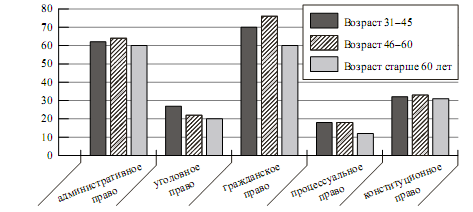 80
70
60
50
40
30
20
10
0
Возраст 31–45
Возраст 46–60
Возраст старше 60 лет
административное
право
уголовное
право
гражданское
право
процессуальное
право
конституционное
право